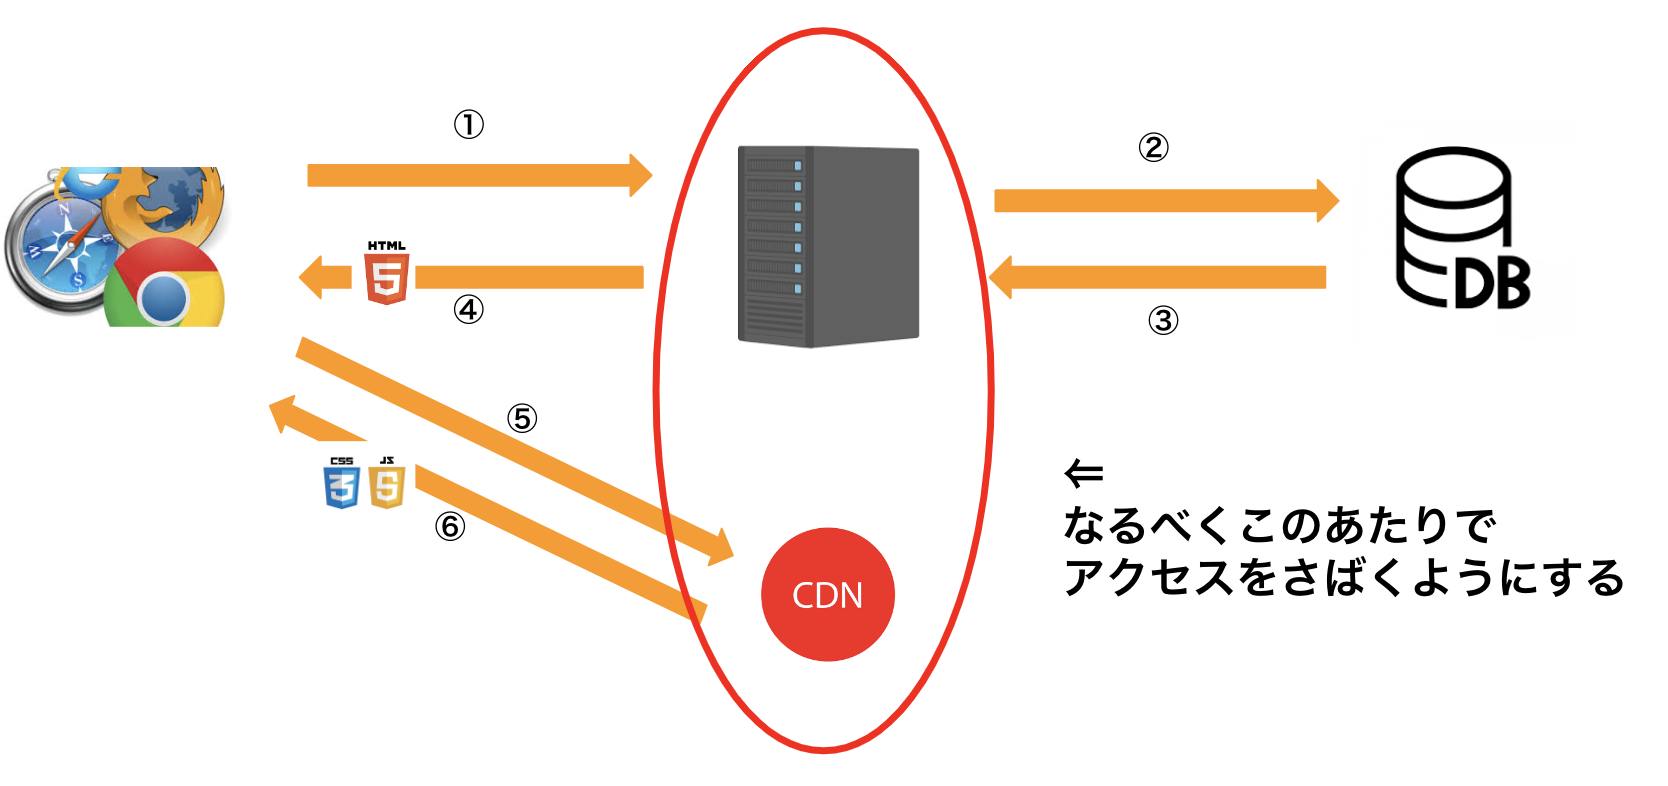 ①
②
HTML
5
④
③
DB
⑤
CSS JS
3 5
⑥
⇐
なるべくこのあたりで
アクセスをさばくようにする
CDN
N
W
E
S